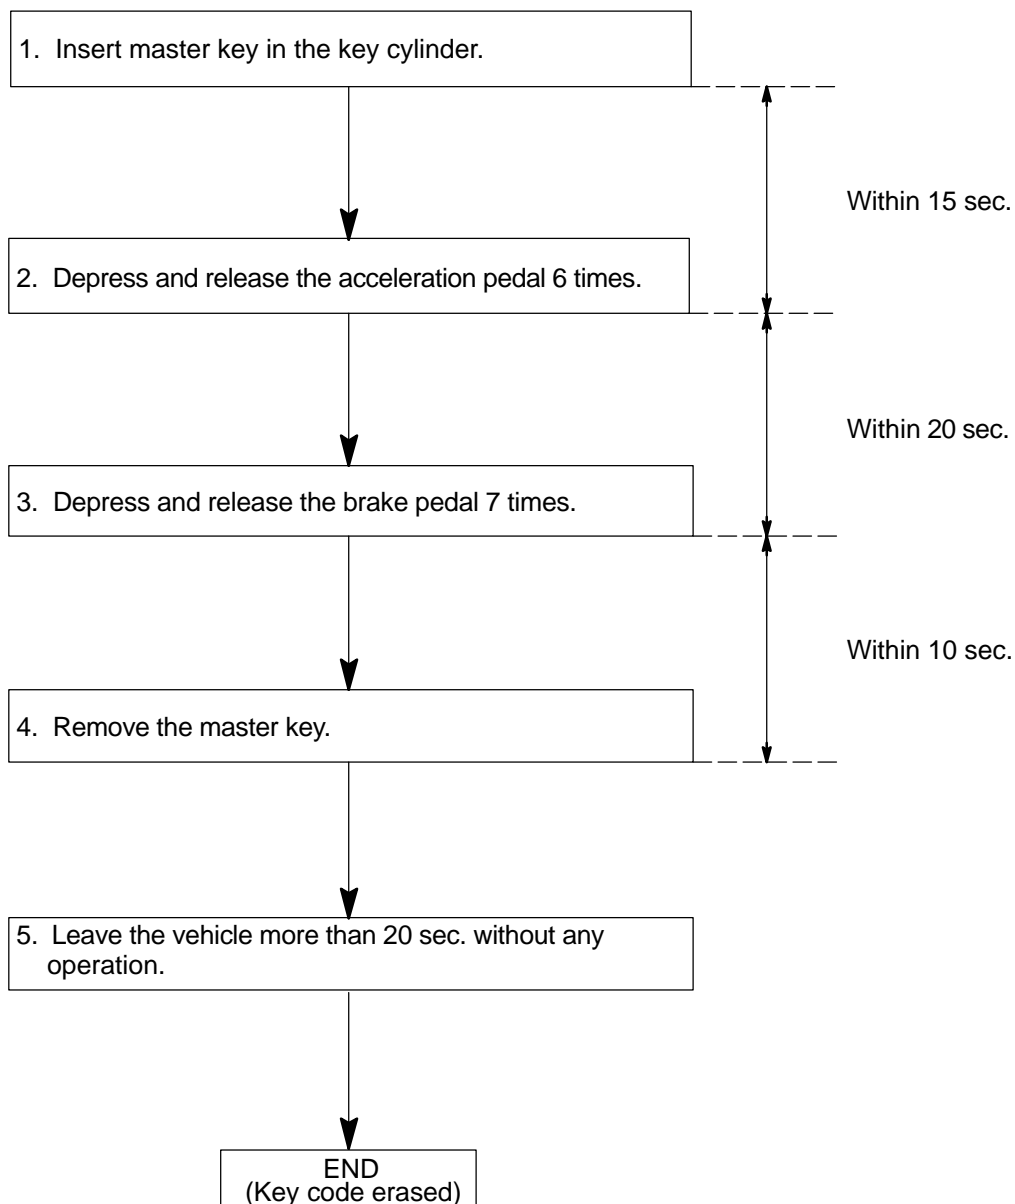 1. Insert master key in the key cylinder.
Within 15 sec.
2. Depress and release the acceleration pedal 6 times.
Within 20 sec.
3. Depress and release the brake pedal 7 times.
Within 10 sec.
4. Remove the master key.
5. Leave the vehicle more than 20 sec. without any
operation.
END
(Key code erased)